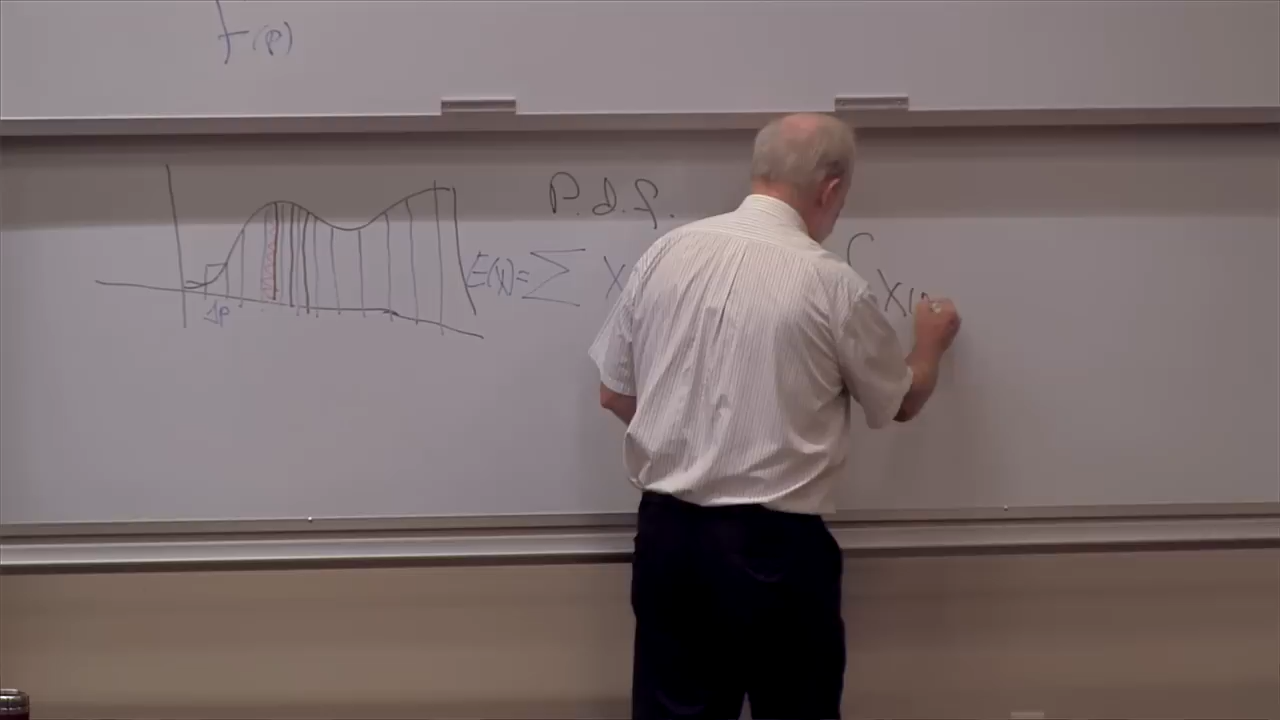 f(p)
P.d.f.
E(x)= ∑ X ∫ X(
Δp